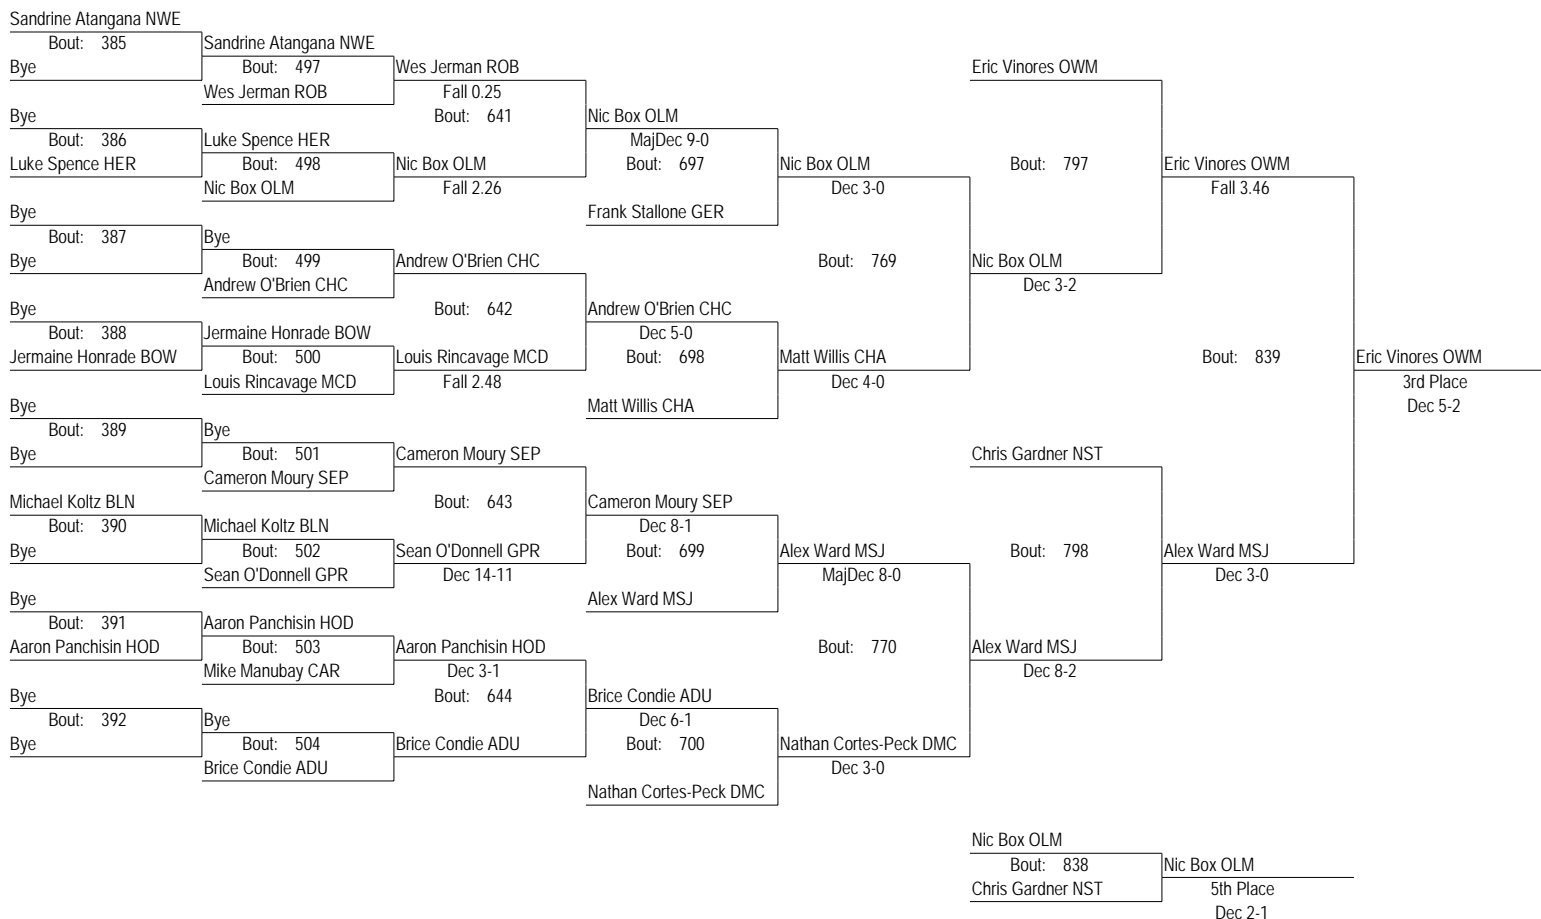 Sandrine Atangana NWE
Bout: 385
Bye
Bye
Bout: 386
Luke Spence HER
Bye
Bout: 387
Bye
Bye
Bout: 388
Jermaine Honrade BOW
Bye
Bout: 389
Bye
Michael Koltz BLN
Bout: 390
Bye
Bye
Bout: 391
Aaron Panchisin HOD
Bye
Bout: 392
Bye
Sandrine Atangana NWE
Bout: 497
Wes Jerman ROB
Luke Spence HER
Bout: 498
Nic Box OLM
Bye
Bout: 499
Andrew O'Brien CHC
Jermaine Honrade BOW
Bout: 500
Louis Rincavage MCD
Bye
Bout: 501
Cameron Moury SEP
Michael Koltz BLN
Bout: 502
Sean O'Donnell GPR
Aaron Panchisin HOD
Bout: 503
Mike Manubay CAR
Bye
Bout: 504
Brice Condie ADU
Wes Jerman ROB
Fall 0.25
Bout: 641
Nic Box OLM
Fall 2.26
Andrew O'Brien CHC
Bout: 642
Louis Rincavage MCD
Fall 2.48
Cameron Moury SEP
Bout: 643
Sean O'Donnell GPR
Dec 14-11
Aaron Panchisin HOD
Dec 3-1
Bout: 644
Brice Condie ADU
Nic Box OLM
MajDec 9-0
Bout: 697
Frank Stallone GER
Andrew O'Brien CHC
Dec 5-0
Bout: 698
Matt Willis CHA
Cameron Moury SEP
Dec 8-1
Bout: 699
Alex Ward MSJ
Brice Condie ADU
Dec 6-1
Bout: 700
Nathan Cortes-Peck DMC
Nic Box OLM
Dec 3-0
Bout: 769
Matt Willis CHA
Dec 4-0
Alex Ward MSJ
MajDec 8-0
Bout: 770
Nathan Cortes-Peck DMC
Dec 3-0
Eric Vinores OWM
Bout: 797
Nic Box OLM
Dec 3-2
Chris Gardner NST
Bout: 798
Alex Ward MSJ
Dec 8-2
Eric Vinores OWM
Fall 3.46
Bout: 839
Alex Ward MSJ
Dec 3-0
Eric Vinores OWM
3rd Place
Dec 5-2
Nic Box OLM
Bout: 838
Chris Gardner NST
Nic Box OLM
5th Place
Dec 2-1